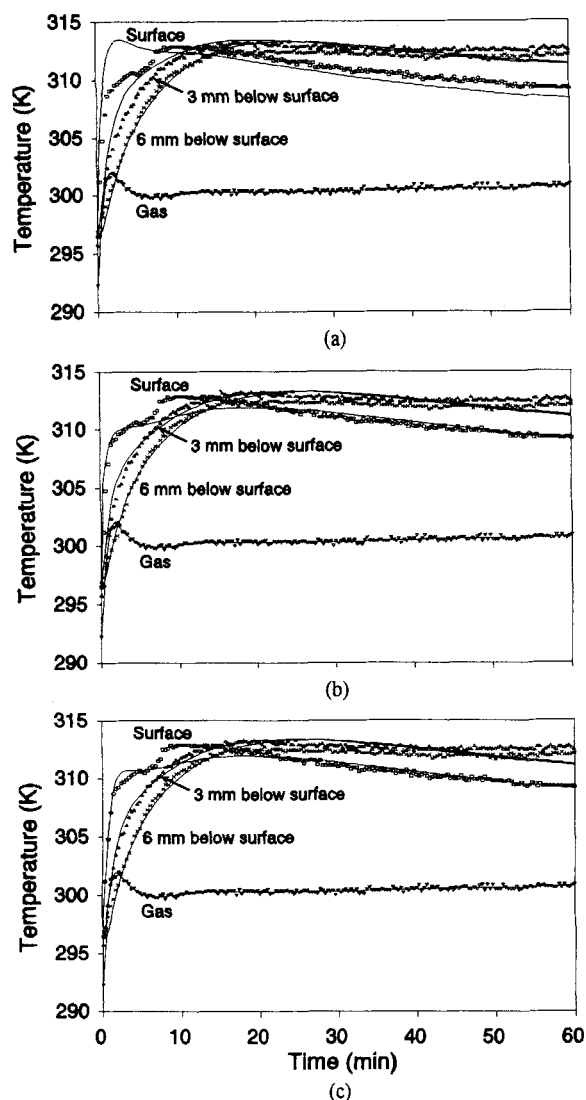 315
Surface
310
3 mm below surface
305
6 mm below surface
300
Gas
295
290
Temperature (K)
(a)
315
Surface
310
3 mm below surface
305
6 mm below surface
300
Gas
295
290
Temperature (K)
(b)
315
Surface
310
3 mm below surface
305
6 mm below surface
300
Gas
295
290
Temperature (K)
0 10 20 30 40 50 60
Time (min)
(c)